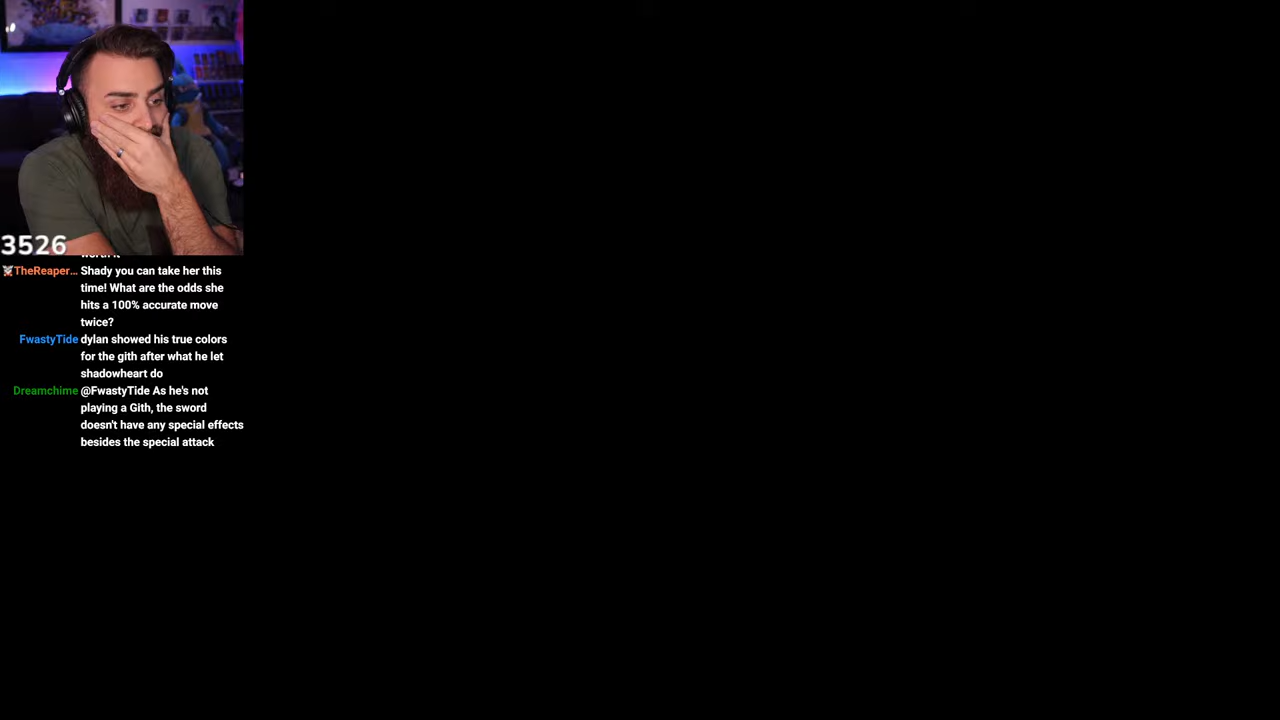 3526
worth it
TheReaper... Shady you can take her this
time! What are the odds she
hits a 100% accurate move
twice?
FwastyTide dylan showed his true colors
for the gith after what he let
shadowheart do
Dreamchime @FwastyTide As he's not
playing a Gith, the sword
doesn't have any special effects
besides the special attack